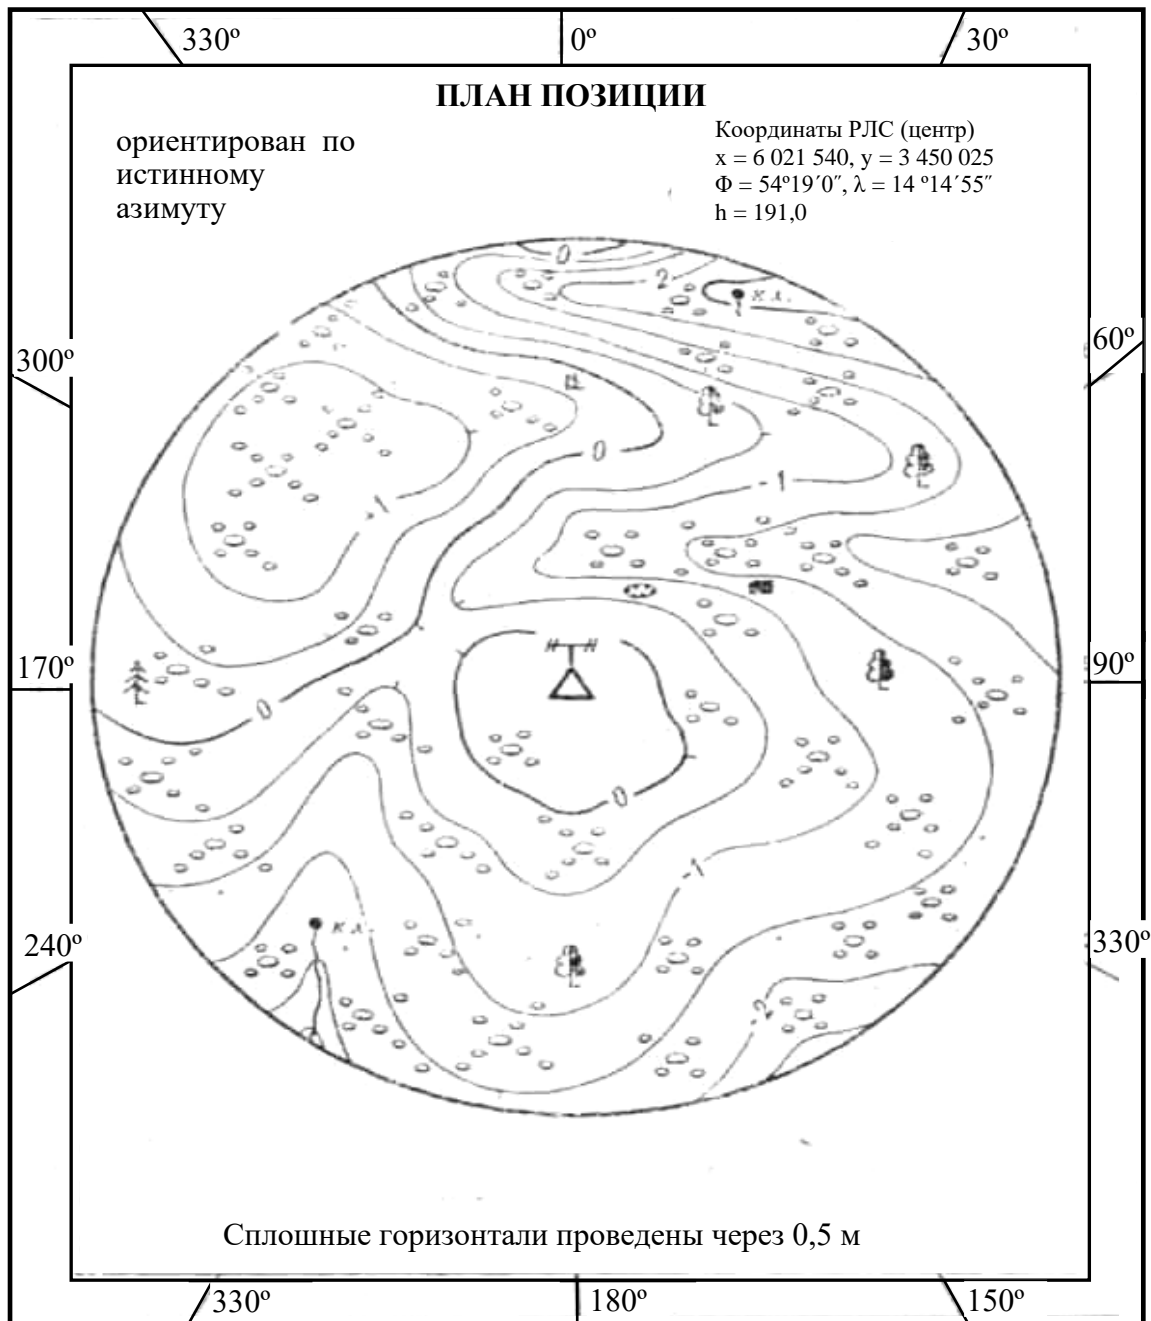 330º 0º 30º
ПЛАН ПОЗИЦИИ
ориентирован по
истинному
азимуту
Координаты РЛС (центр)
x = 6 021 540, y = 3 450 025
Ф = 54º19´0˝, λ = 14 º14´55˝
h = 191,0
0
2
К Л.
300º
60º
0
-1
-1
170º
90º
0
0
-1
К Л.
240º
330º
-2
Сплошные горизонтали проведены через 0,5 м
330º 180º 150º